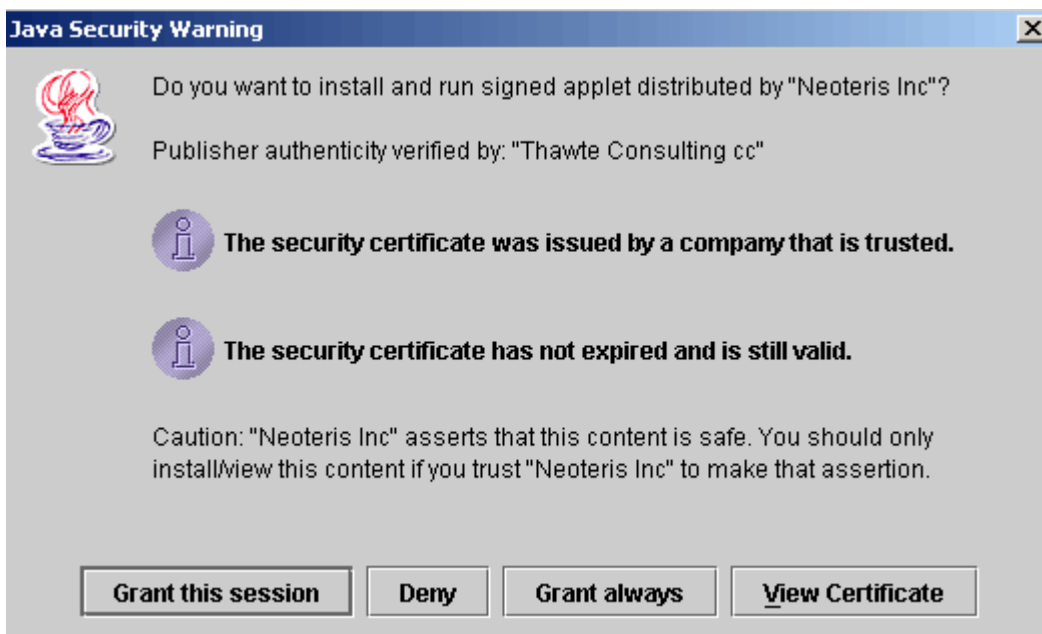 Java Security Warning
Do you want to install and run signed applet distributed by "Neoteris Inc"?
Publisher authenticity verified by: "Thawte Consulting cc"
The security certificate was issued by a company that is trusted.
The security certificate has not expired and is still valid.
Caution: "Neoteris Inc" asserts that this content is safe. You should only
install/view this content if you trust "Neoteris Inc" to make that assertion.
Grant this session Deny Grant always View Certificate